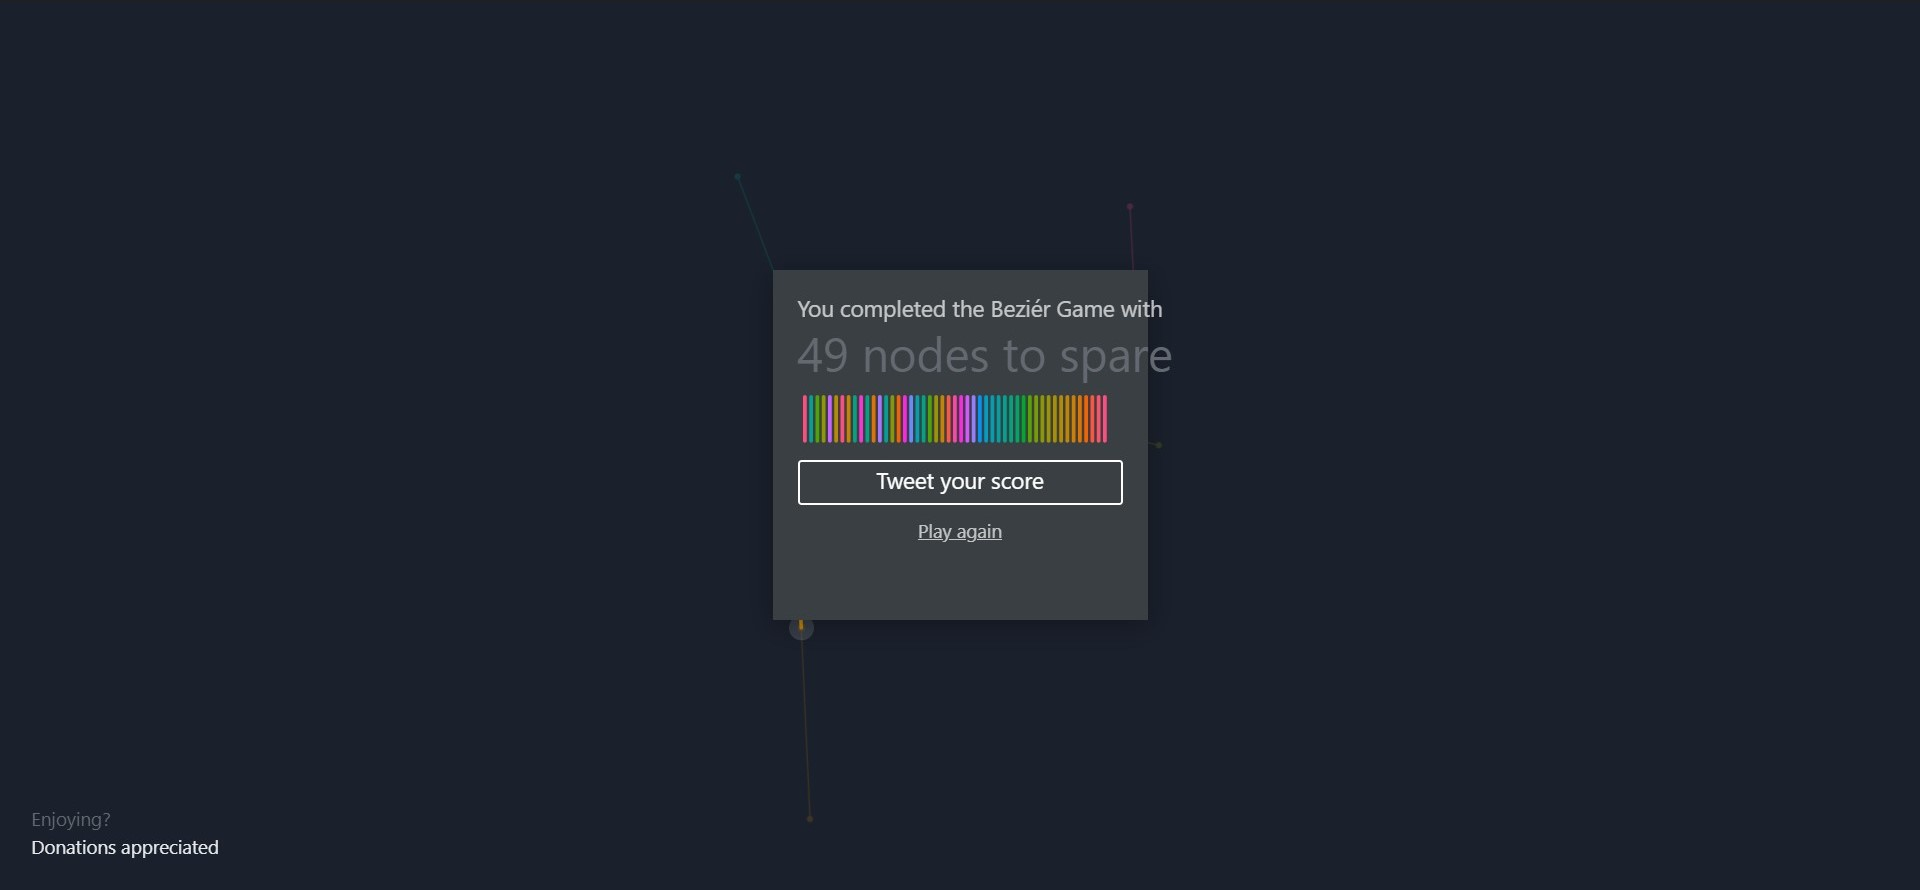 You completed the Beziér Game with
49 nodes to spare
Tweet your score
Play again
Enjoying?
Donations appreciated